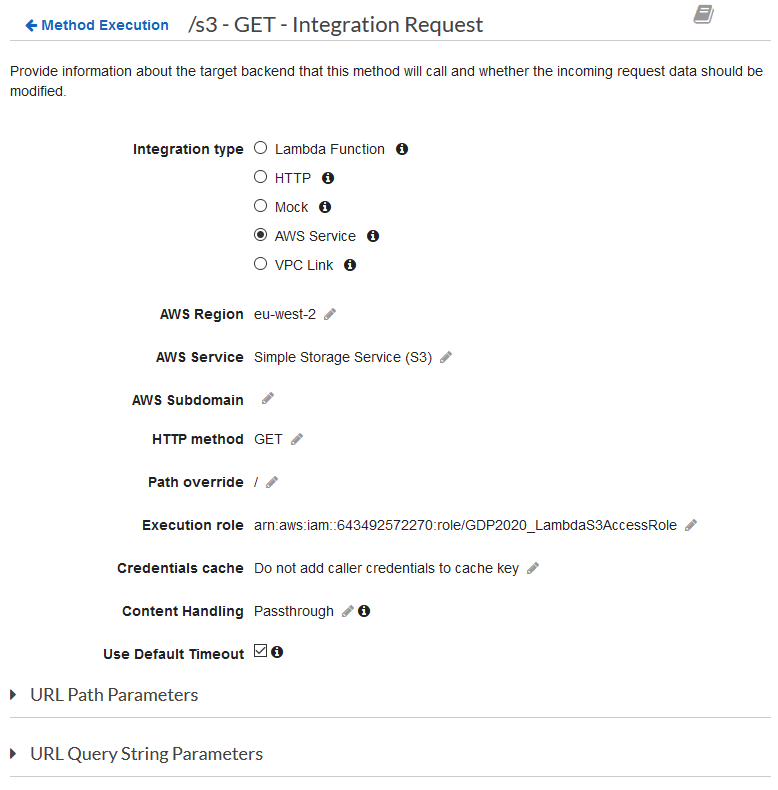 Method Execution /s3 - GET - Integration Request
Provide information about the target backend that this method will call and whether the incoming request data should be
modified.
Integration type Lambda Function
HTTP
Mock
AWS Service
VPC Link
AWS Region eu-west-2
AWS Service Simple Storage Service (S3)
AWS Subdomain
HTTP method GET
Path override /
Execution role arn:aws:iam::643492572270:role/GDP2020_LambdaS3AccessRole
Credentials cache Do not add caller credentials to cache key
Content Handling Passthrough
Use Default Timeout
URL Path Parameters
URL Query String Parameters